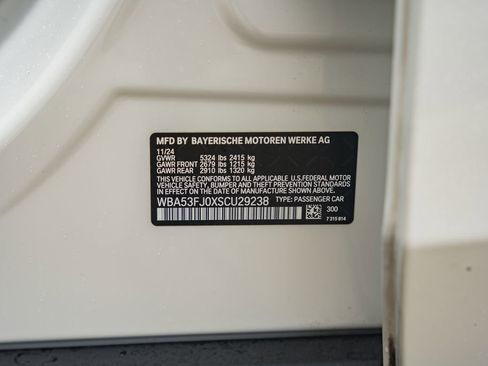 MFD BY BAYERISCHE MOTOREN WERKE AG
11/24
GVWR 5324 lbs 2415 kg
GAWR FRONT 2679 lbs 1215 kg
GAWR REAR 2910 lbs 1320 kg
THIS VEHICLE CONFORMS TO ALL APPLICABLE U.S. FEDERAL MOTOR
VEHICLE SAFETY, BUMPER AND THEFT PREVENTION STANDARDS
IN EFFECT ON THE DATE OF MANUFACTURE SHOWN ABOVE.
WBA53FJ0XSCU29238 TYPE: PASSENGER CAR
300
7 315 814